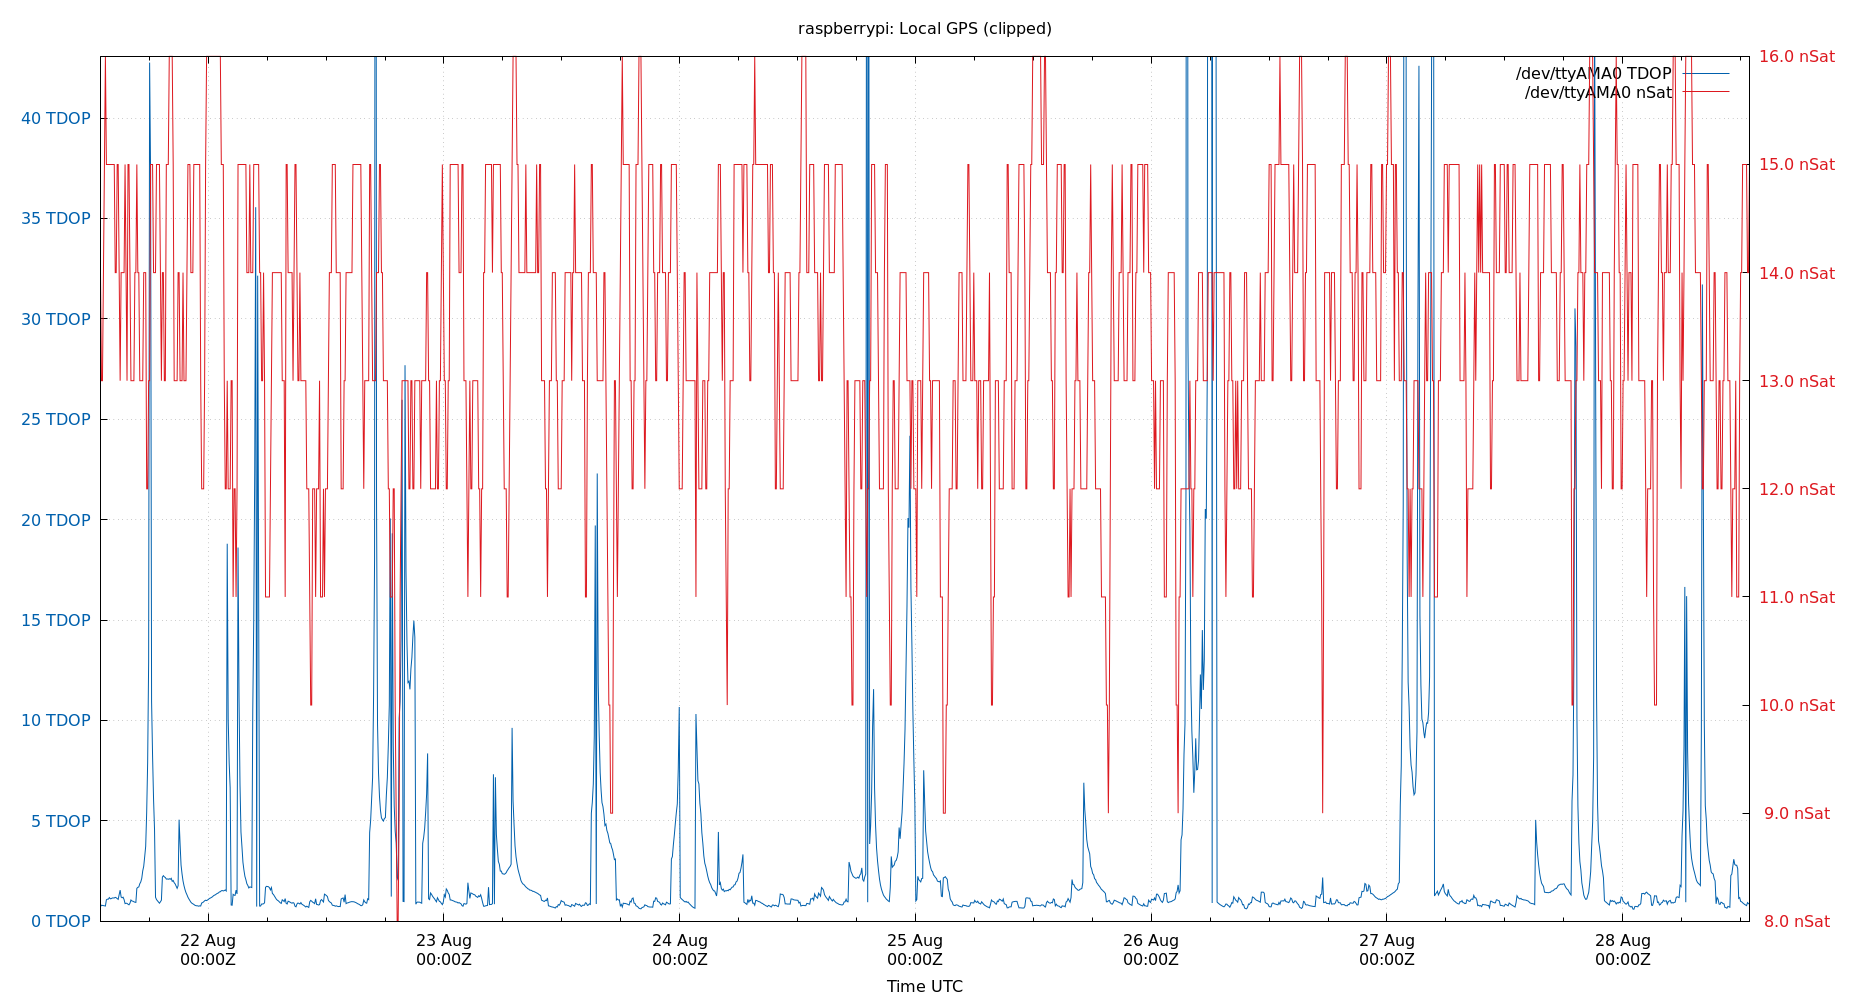 raspberrypi: Local GPS (clipped)
/dev/ttyAMA0 TDOP
/dev/ttyAMA0 nSat
40 TDOP
35 TDOP
30 TDOP
25 TDOP
20 TDOP
15 TDOP
10 TDOP
5 TDOP
0 TDOP
16.0 nSat
15.0 nSat
14.0 nSat
13.0 nSat
12.0 nSat
11.0 nSat
10.0 nSat
9.0 nSat
8.0 nSat
22 Aug
00:00Z
23 Aug
00:00Z
24 Aug
00:00Z
25 Aug
00:00Z
26 Aug
00:00Z
27 Aug
00:00Z
28 Aug
00:00Z
Time UTC